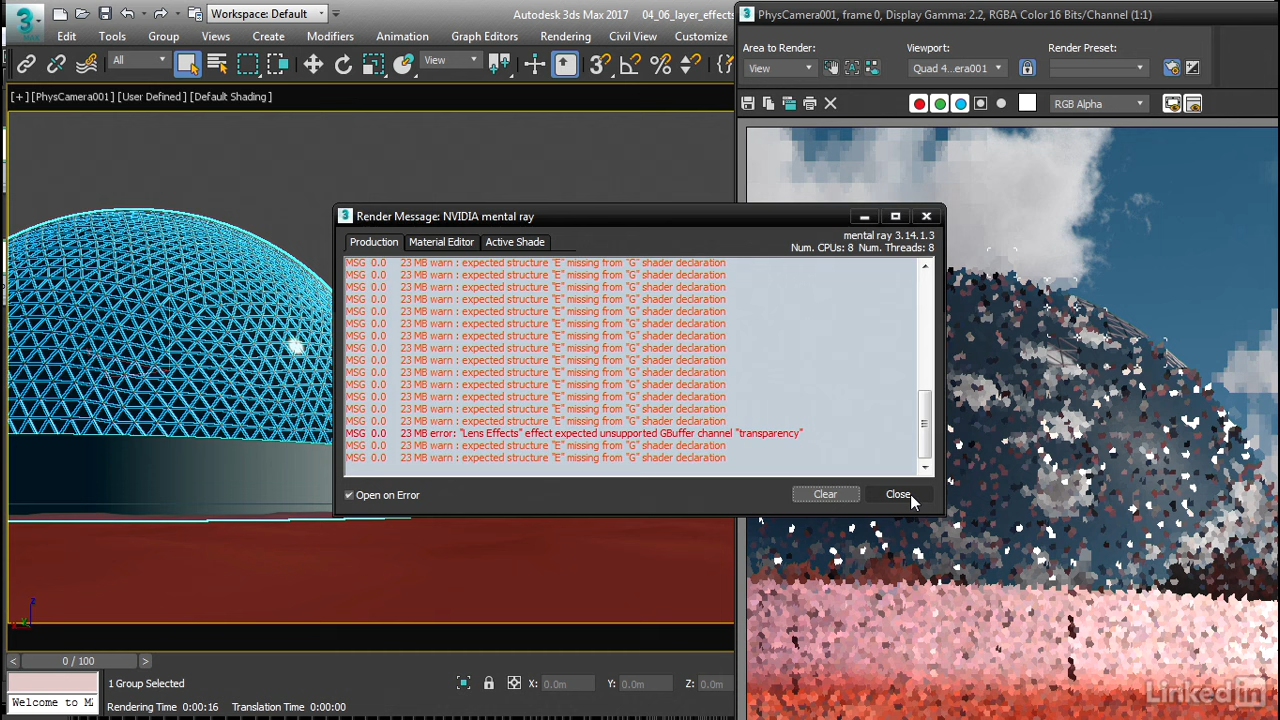 Workspace: Default
Autodesk 3ds Max 2017
04_06_layer_effects
PhysCamera001, frame 0, Display Gamma: 2.2, RGBA Color 16 Bits/Channel (1:1)
Edit
Tools
Group
Views
Create
Modifiers
Animation
Graph Editors
Rendering
Civil View
Customize
Area to Render:
Viewport:
Render Preset:
All
View
View
Quad 4...era001
RGB Alpha
[+] [PhysCamera001] [User Defined] [Default Shading]
Render Message: NVIDIA mental ray
mental ray 3.14.1.3
Production
Material Editor
Active Shade
Num. CPUs: 8 Num. Threads: 8
MSG 0.0 23 MB warn : expected structure "E" missing from "G" shader declaration
MSG 0.0 23 MB warn : expected structure "E" missing from "G" shader declaration
MSG 0.0 23 MB warn : expected structure "E" missing from "G" shader declaration
MSG 0.0 23 MB warn : expected structure "E" missing from "G" shader declaration
MSG 0.0 23 MB warn : expected structure "E" missing from "G" shader declaration
MSG 0.0 23 MB warn : expected structure "E" missing from "G" shader declaration
MSG 0.0 23 MB warn : expected structure "E" missing from "G" shader declaration
MSG 0.0 23 MB warn : expected structure "E" missing from "G" shader declaration
MSG 0.0 23 MB warn : expected structure "E" missing from "G" shader declaration
MSG 0.0 23 MB warn : expected structure "E" missing from "G" shader declaration
MSG 0.0 23 MB warn : expected structure "E" missing from "G" shader declaration
MSG 0.0 23 MB warn : expected structure "E" missing from "G" shader declaration
MSG 0.0 23 MB warn : expected structure "E" missing from "G" shader declaration
MSG 0.0 23 MB warn : expected structure "E" missing from "G" shader declaration
MSG 0.0 23 MB error: "Lens Effects" effect expected unsupported GBuffer channel "transparency"
MSG 0.0 23 MB warn : expected structure "E" missing from "G" shader declaration
MSG 0.0 23 MB warn : expected structure "E" missing from "G" shader declaration
Open on Error
Clear
Close
z
0 / 100
1 Group Selected
X: 0.0m
Y: 0.0m
Z: 0.0m
Welcome to M
Rendering Time 0:00:16
Translation Time 0:00:00
LinkedIn